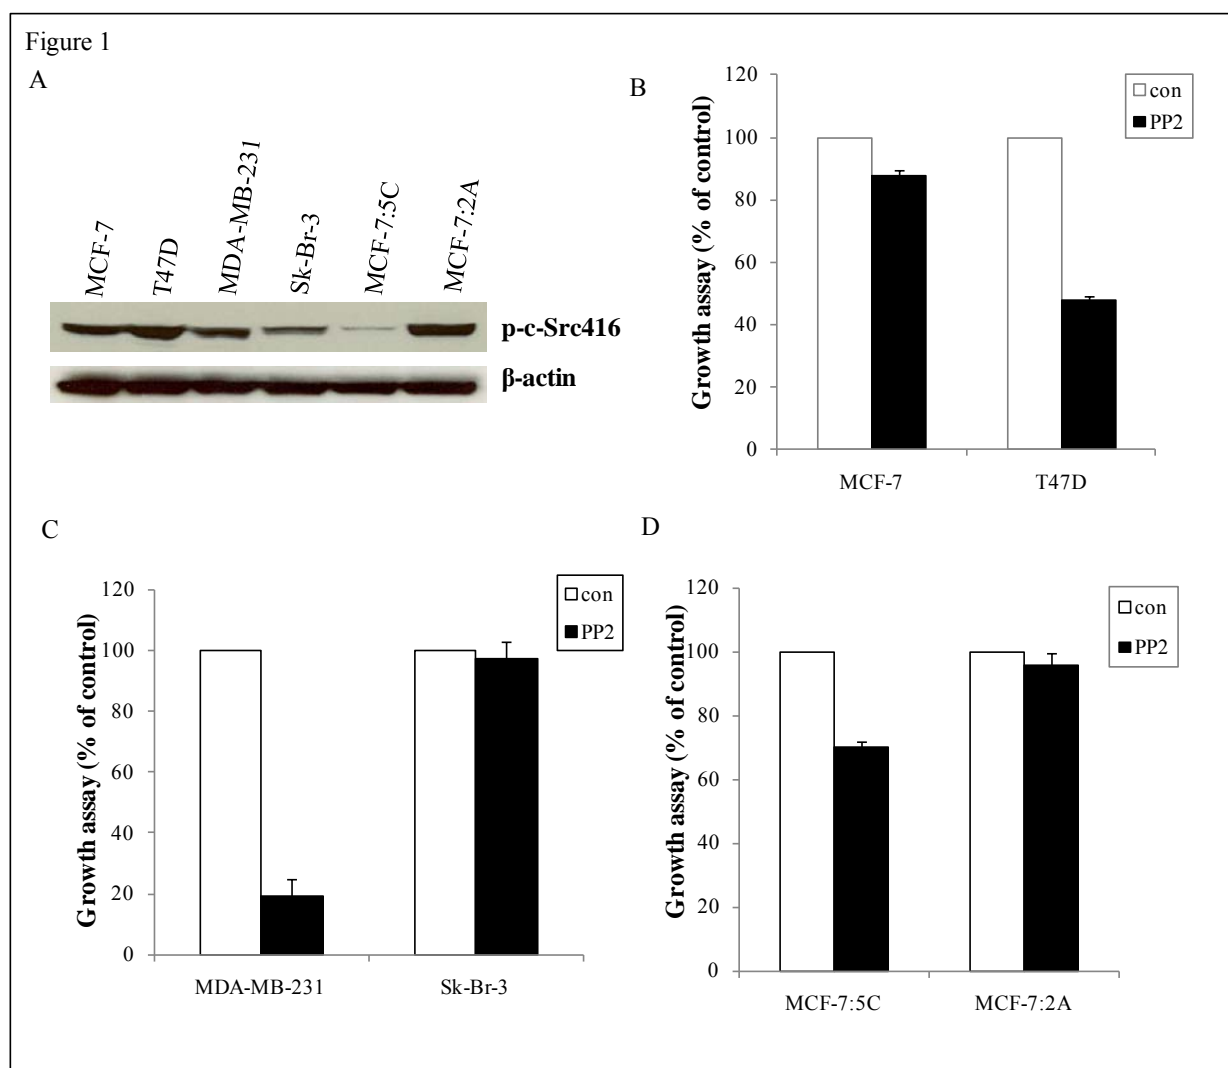 Figure 1
A
MCF-7
T47D
MDA-MB-231
Sk-Br-3
MCF-7:5C
MCF-7:2A
p-c-Src416
β-actin
B
Growth assay (% of control)
120
100
80
60
40
20
0
con
PP2
MCF-7
T47D
C
Growth assay (% of control)
120
100
80
60
40
20
0
con
PP2
MDA-MB-231
Sk-Br-3
D
Growth assay (% of control)
120
100
80
60
40
20
0
con
PP2
MCF-7:5C
MCF-7:2A